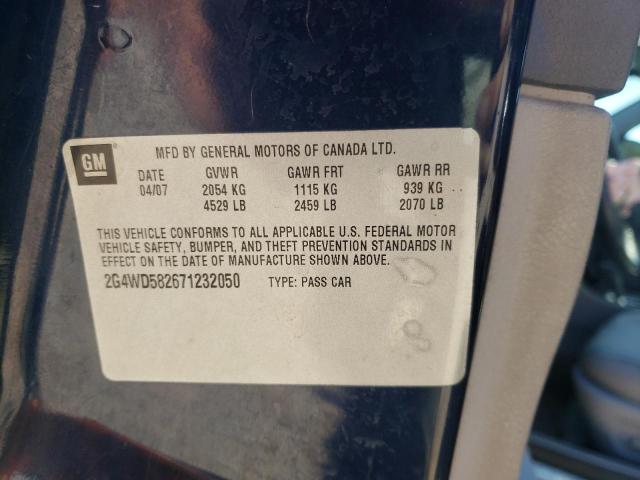 GM
MFD BY GENERAL MOTORS OF CANADA LTD.
DATE GVWR GAWR FRT GAWR RR
04/07 2054 KG 1115 KG 939 KG
4529 LB 2459 LB 2070 LB
THIS VEHICLE CONFORMS TO ALL APPLICABLE U.S. FEDERAL MOTOR
VEHICLE SAFETY, BUMPER, AND THEFT PREVENTION STANDARDS IN
EFFECT ON THE DATE OF MANUFACTURE SHOWN ABOVE.
2G4WD582671232050 TYPE: PASS CAR